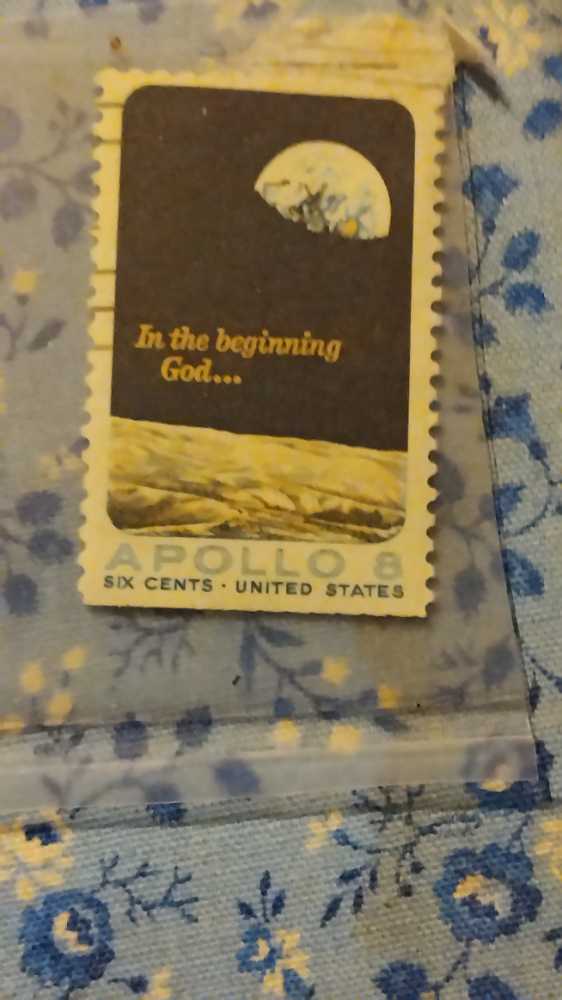 In the beginning
God...
APOLLO 8
SIX CENTS · UNITED STATES